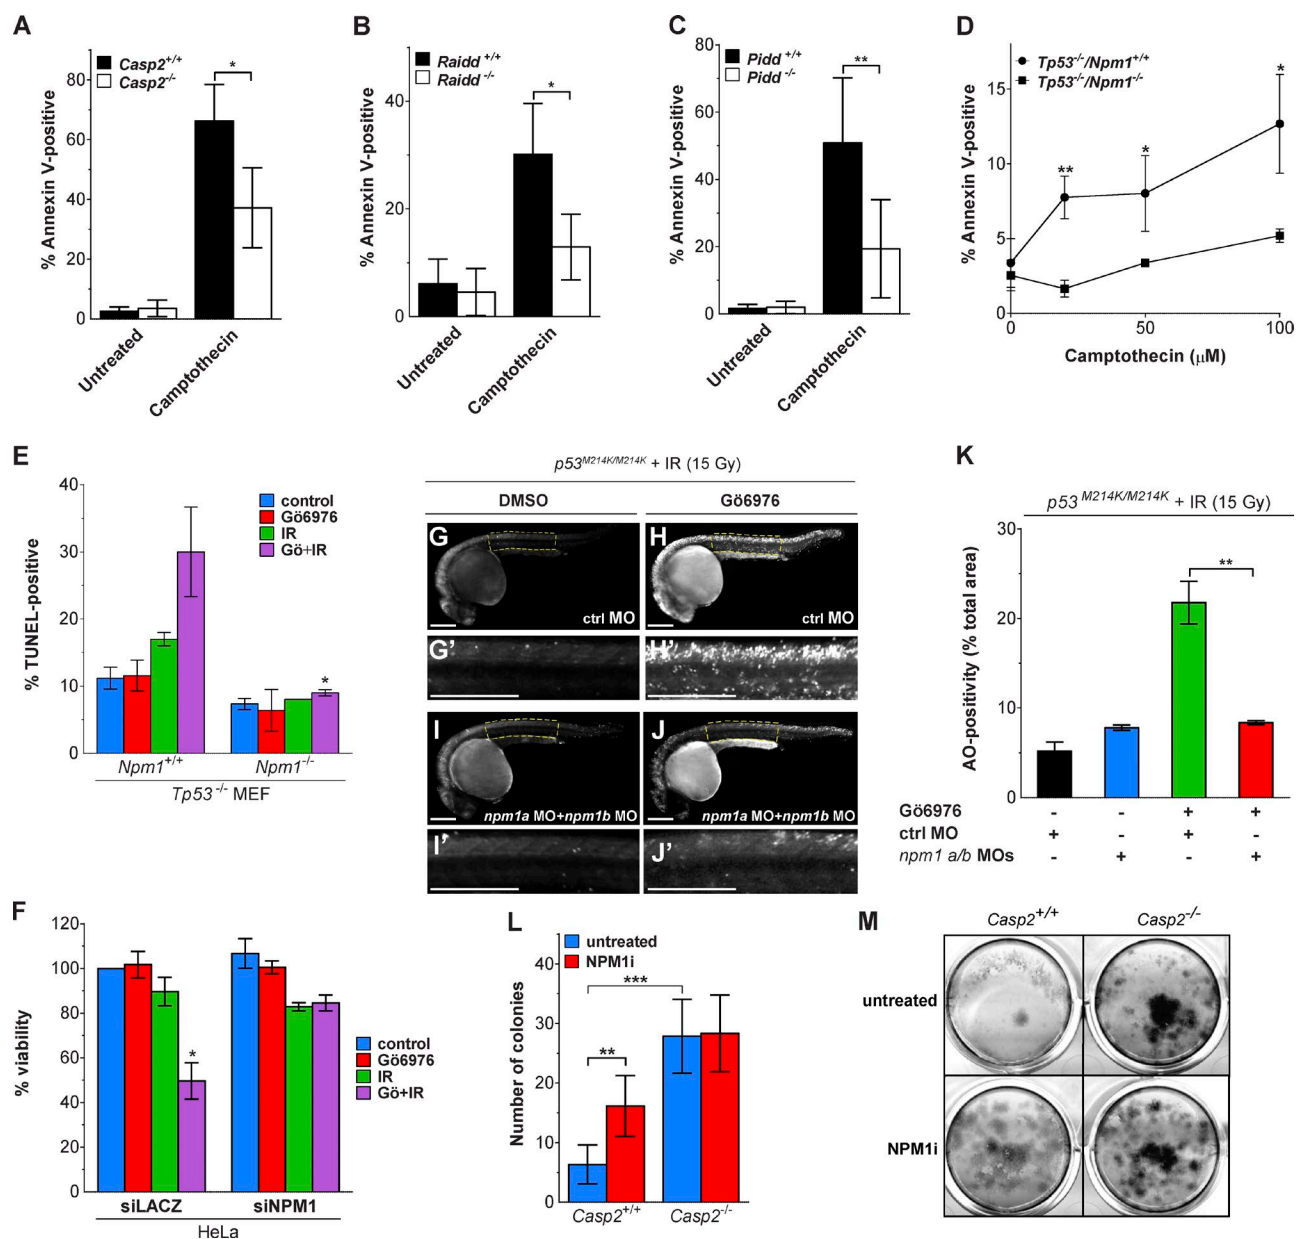 A
Casp2+/+
Casp2-/-
% Annexin V-positive
80
60
40
20
0
*
Untreated
Camptothecin
B
Raidd +/+
Raidd -/-
% Annexin V-positive
40
20
0
*
Untreated
Camptothecin
C
Pidd +/+
Pidd -/-
% Annexin V-positive
80
60
40
20
0
**
Untreated
Camptothecin
D
Tp53-/-/Npm1+/+
Tp53-/-/Npm1-/-
% Annexin V-positive
15
10
5
0
** * *
0 50 100
Camptothecin (µM)
E
% TUNEL-positive
40
30
20
10
0
control
Gö6976
IR
Gö+IR
*
Npm1+/+ Npm1-/-
Tp53-/- MEF
p53M214K/M214K + IR (15 Gy)
DMSO Gö6976
G
ctrl MO
H
ctrl MO
G’
H’
I
npm1a MO+npm1b MO
J
npm1a MO+npm1b MO
I’
J’
K
p53 M214K/M214K + IR (15 Gy)
AO-positivity (% total area)
30
20
10
0
**
Gö6976 - - + +
ctrl MO + - + -
npm1 a/b MOs - + - +
F
% viability
120
100
80
60
40
20
0
*
control
Gö6976
IR
Gö+IR
siLACZ siNPM1
HeLa
L
untreated
NPM1i
Number of colonies
40
30
20
10
0
***
**
Casp2+/+ Casp2-/-
M
Casp2+/+ Casp2-/-
untreated
NPM1i